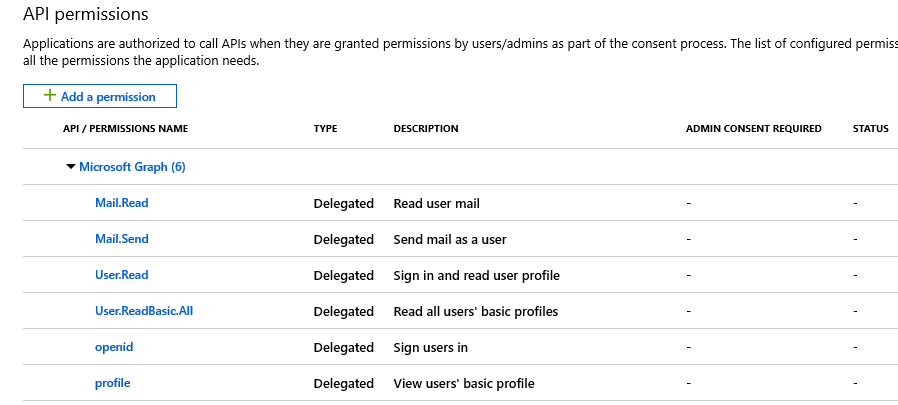 API permissions
Applications are authorized to call APIs when they are granted permissions by users/admins as part of the consent process. The list of configured
all the permissions the application needs.
+ Add a permission
API / PERMISSIONS NAME TYPE DESCRIPTION ADMIN CONSENT REQUIRED STATUS
Microsoft Graph (6)
Mail.Read Delegated Read user mail - -
Mail.Send Delegated Send mail as a user - -
User.Read Delegated Sign in and read user profile - -
User.ReadBasic.All Delegated Read all users' basic profiles - -
openid Delegated Sign users in - -
profile Delegated View users' basic profile - -